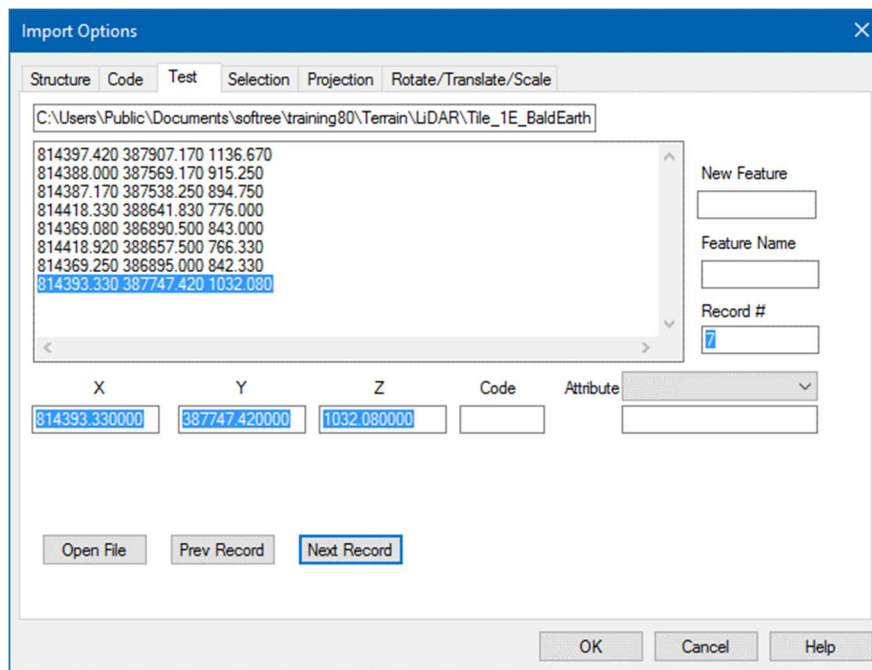 Import Options
Structure Code Test Selection Projection Rotate/Translate/Scale
C:\Users\Public\Documents\softree\training80\Terrain\LiDAR\Tile_1E_BaldEarth
814397.420 387907.170 1136.670
814388.000 387569.170 915.250
814387.170 387538.250 894.750
814418.330 388641.830 776.000
814369.080 386890.500 843.000
814418.920 388657.500 766.330
814369.250 386895.000 842.330
814393.330 387747.420 1032.080
New Feature
Feature Name
Record #
7
X Y Z Code Attribute
814393.330000 387747.420000 1032.080000
Open File Prev Record Next Record
OK Cancel Help